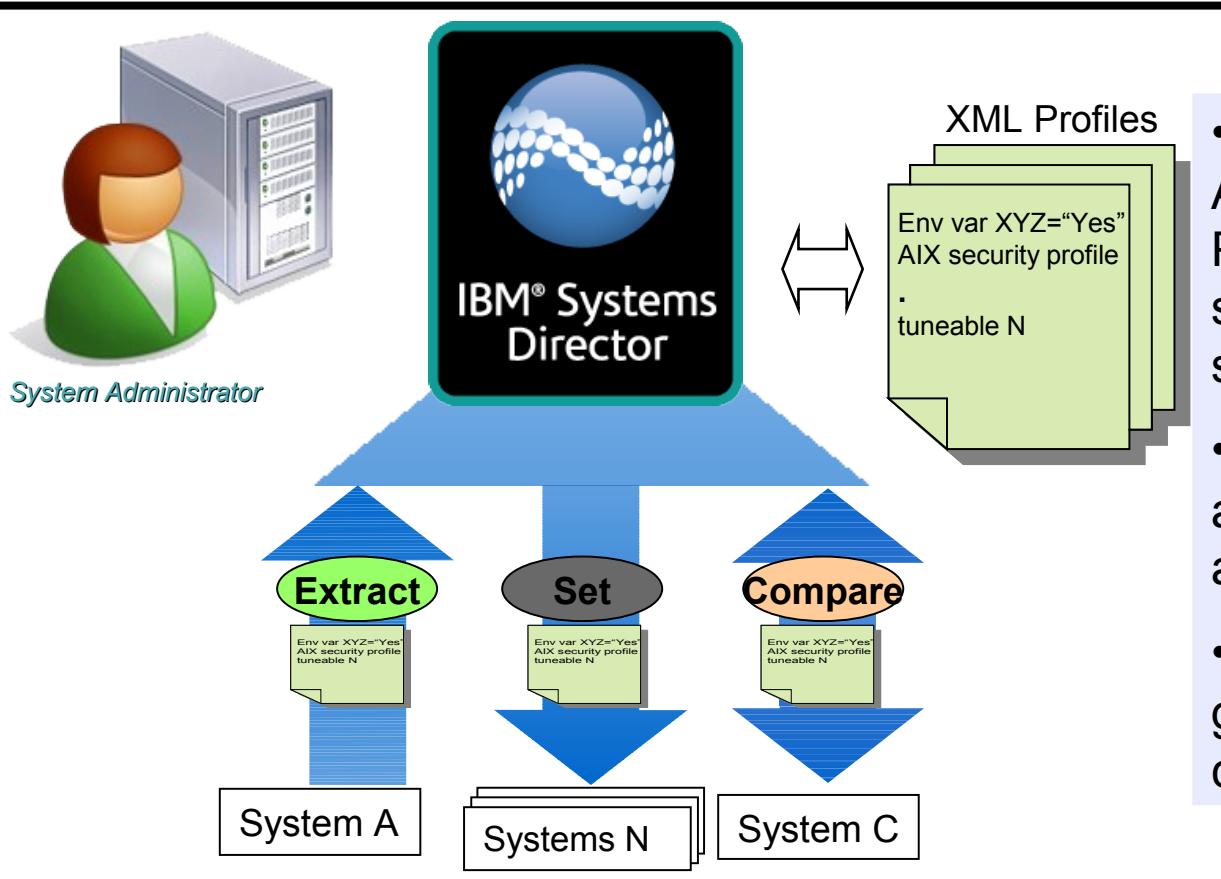 IBM® Systems
Director
System Administrator
XML Profiles
Env var XYZ=“Yes”
AIX security profile
.
tuneable N
Extract
Env var XYZ="Yes"
AIX security profile
tuneable N
Set
Env var XYZ="Yes"
AIX security profile
tuneable N
Compare
Env var XYZ="Yes"
AIX security profile
tuneable N
System A
Systems N
System C